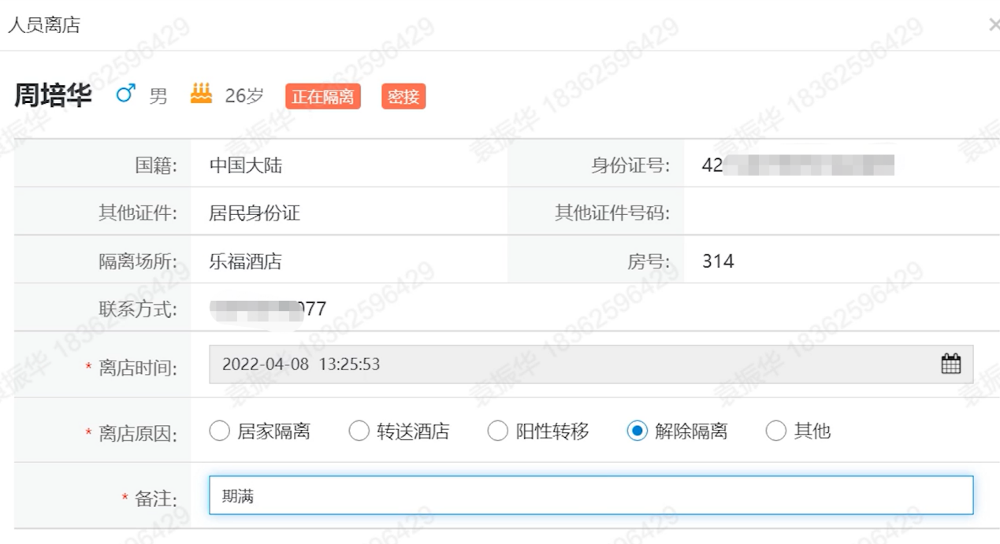 人员离店 ×
周培华 ♂ 男 26岁 正在隔离 密接
国籍: 中国大陆 身份证号: 42
其他证件: 居民身份证 其他证件号码:
隔离场所: 乐福酒店 房号: 314
联系方式: 077
* 离店时间: 2022-04-08 13:25:53
* 离店原因: 居家隔离 转送酒店 阳性转移 解除隔离 其他
* 备注: 期满
袁振华 18362596429